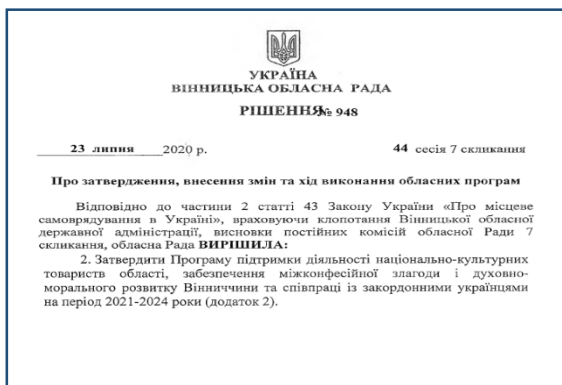 УКРАЇНА
ВІННИЦЬКА ОБЛАСНА РАДА
РІШЕННЯ № 948
23 липня 2020 р. 44 сесія 7 скликання
Про затвердження, внесення змін та хід виконання обласних програм
Відповідно до частини 2 статті 43 Закону України «Про місцеве
самоврядування в Україні», враховуючи клопотання Вінницької обласної
державної адміністрації, висновки постійних комісій обласної Ради 7
скликання, обласна Рада ВИРІШИЛА:
2. Затвердити Програму підтримки діяльності національно-культурних
товариств області, забезпечення міжконфесійної злагоди і духовно-
морального розвитку Вінниччини та співпраці із закордонними українцями
на період 2021-2024 роки (додаток 2).